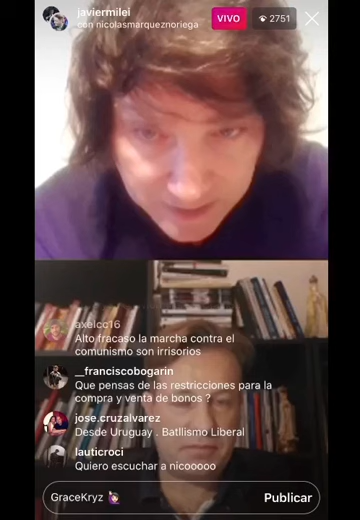 javiermilei
con nicolasmarqueznoriega
VIVO
2751
axelcc16
Alto fracaso la marcha contra el
comunismo son irrisorios
__franciscobogarin
Que pensas de las restricciones para la
compra y venta de bonos ?
jose.cruzalvarez
Desde Uruguay . Batllismo Liberal
lauticroci
Quiero escuchar a nicooooo
GraceKryz 🙋🏻‍♀️
Publicar